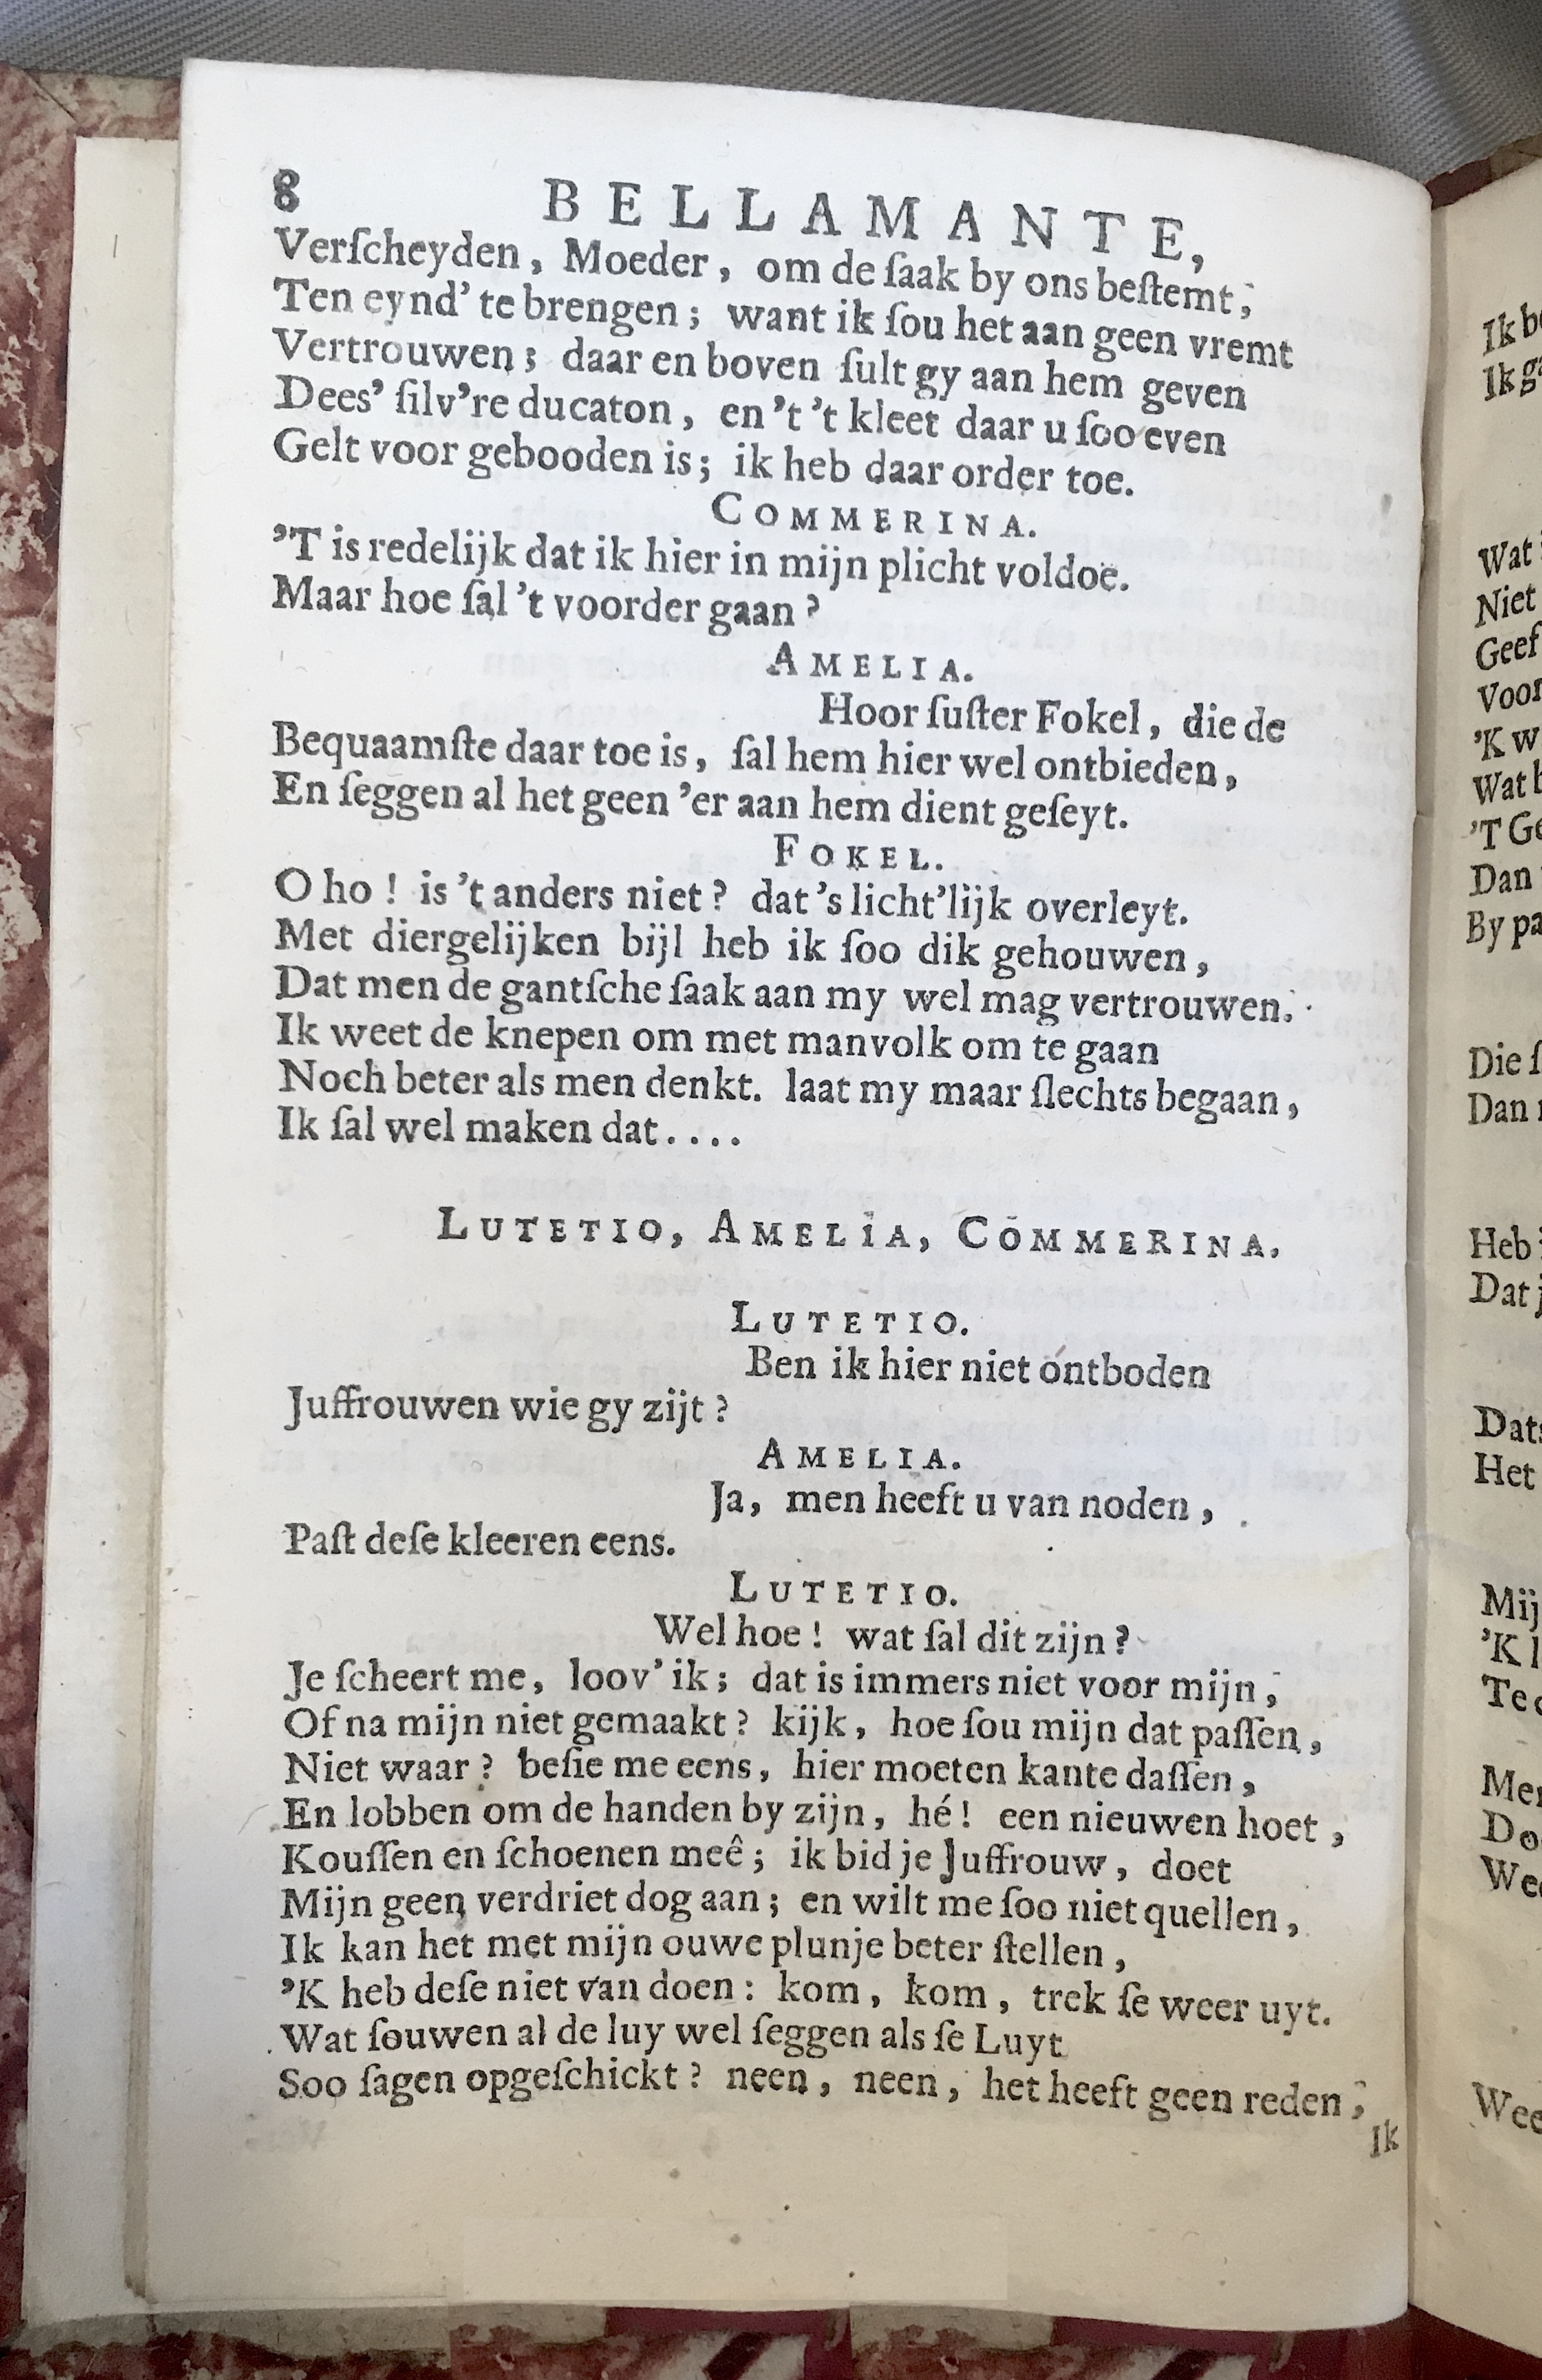 8 BELLAMANTE,
Verſcheyden, Moeder, om de ſaak by ons beſtemt,
Ten eynd' te brengen; want ik ſou het aan geen vremt
Vertrouwen; daar en boven ſult gy aan hem geven
Dees' ſilv're ducaton, en 't 't kleet daar u ſoo even
Gelt voor gebooden is; ik heb daar order toe.
COMMERINA.
'T is redelijk dat ik hier in mijn plicht voldoe.
Maar hoe ſal 't voorder gaan?
AMELIA.
Hoor ſuſter Fokel, die de
Bequaamſte daar toe is, ſal hem hier wel ontbieden,
En ſeggen al het geen 'er aan hem dient geſeyt.
FOKEL.
O ho! is 't anders niet? dat 's licht'lijk overleyt.
Met diergelijken bijl heb ik ſoo dik gehouwen,
Dat men de gantſche ſaak aan my wel mag vertrouwen.
Ik weet de knepen om met manvolk om te gaan
Noch beter als men denkt. laat my maar ſlechts begaan,
Ik ſal wel maken dat....
LUTETIO, AMELIA, COMMERINA.
LUTETIO.
Ben ik hier niet ontboden
Juffrouwen wie gy zijt?
AMELIA.
Ja, men heeft u van noden,
Paſt deſe kleeren eens.
LUTETIO.
Wel hoe! wat ſal dit zijn?
Je ſcheert me, loov' ik; dat is immers niet voor mijn,
Of na mijn niet gemaakt? kijk, hoe ſou mijn dat paſſen,
Niet waar? beſie me eens, hier moeten kante daſſen,
En lobben om de handen by zijn, hé! een nieuwen hoet,
Kouſſen en ſchoenen meê; ik bid je Juffrouw, doet
Mijn geen verdriet dog aan; en wilt me ſoo niet quellen,
Ik kan het met mijn ouwe plunje beter ſtellen,
'K heb deſe niet van doen: kom, kom, trek ſe weer uyt.
Wat ſouwen al de luy wel ſeggen als ſe Luyt
Soo ſagen opgeſchickt? neen, neen, het heeft geen reden,
Ik
Ik
Wat
Niet
Geef
Voor
'K
Wat
'T
Dan
By
Die
Dan
Heb
Dat
Het
'K